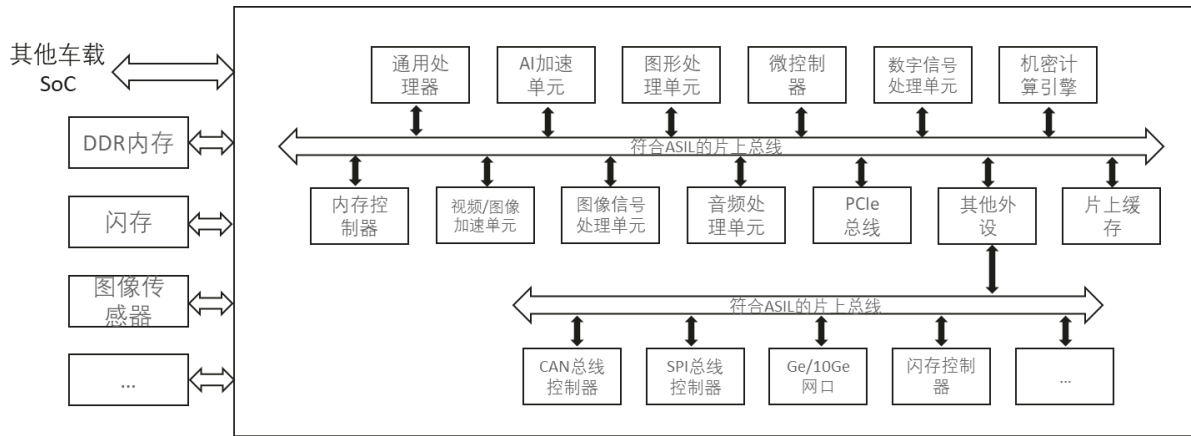 其他车载
SoC
DDR内存
闪存
图像传
感器
...
通用处
理器
AI加速
单元
图形处
理单元
微控制
器
数字信号
处理单元
机密计
算引擎
符合ASIL的片上总线
内存控
制器
视频/图像
加速单元
图像信号
处理单元
音频处
理单元
PCIe
总线
其他外
设
片上缓
存
符合ASIL的片上总线
CAN总线
控制器
SPI总线
控制器
Ge/10Ge
网口
闪存控制
器
...